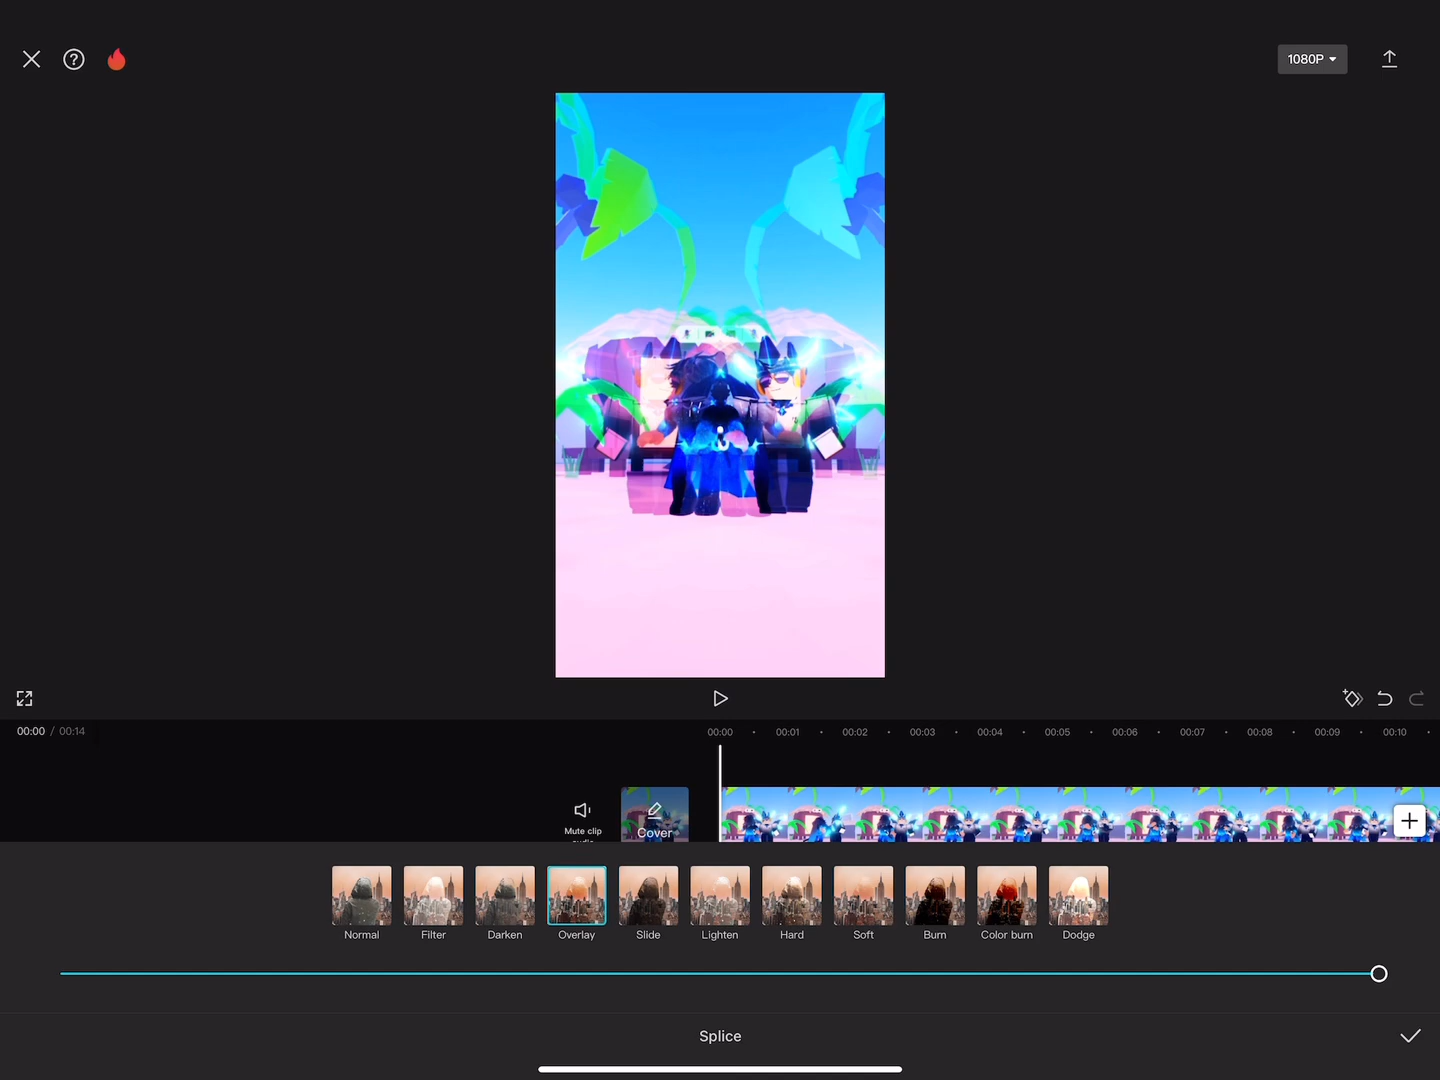 1080P
00:00 / 00:14
00:00 00:01 00:02 00:03 00:04 00:05 00:06 00:07 00:08 00:09 00:10
Mute clip
audio
Cover
Normal Filter Darken Overlay Slide Lighten Hard Soft Burn Color burn Dodge
Splice